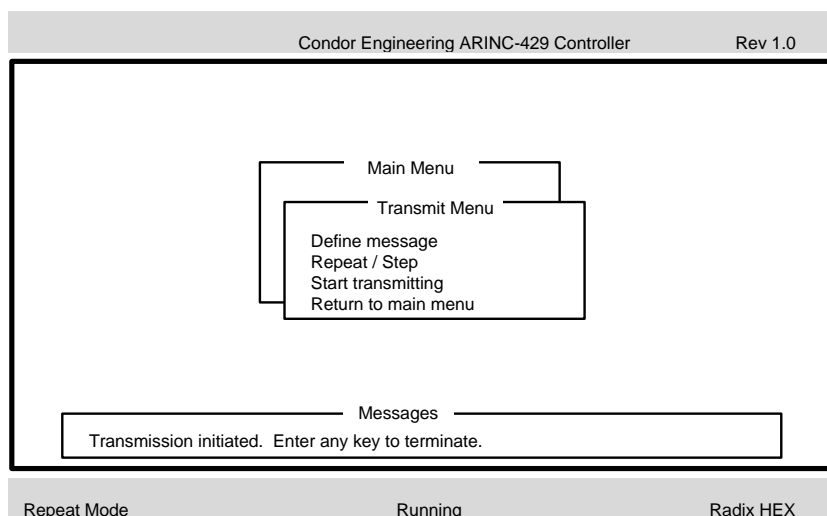 Condor Engineering ARINC-429 Controller Rev 1.0
Main Menu
Transmit Menu
Define message
Repeat / Step
Start transmitting
Return to main menu
Messages
Transmission initiated. Enter any key to terminate.
Repeat Mode Running Radix HEX